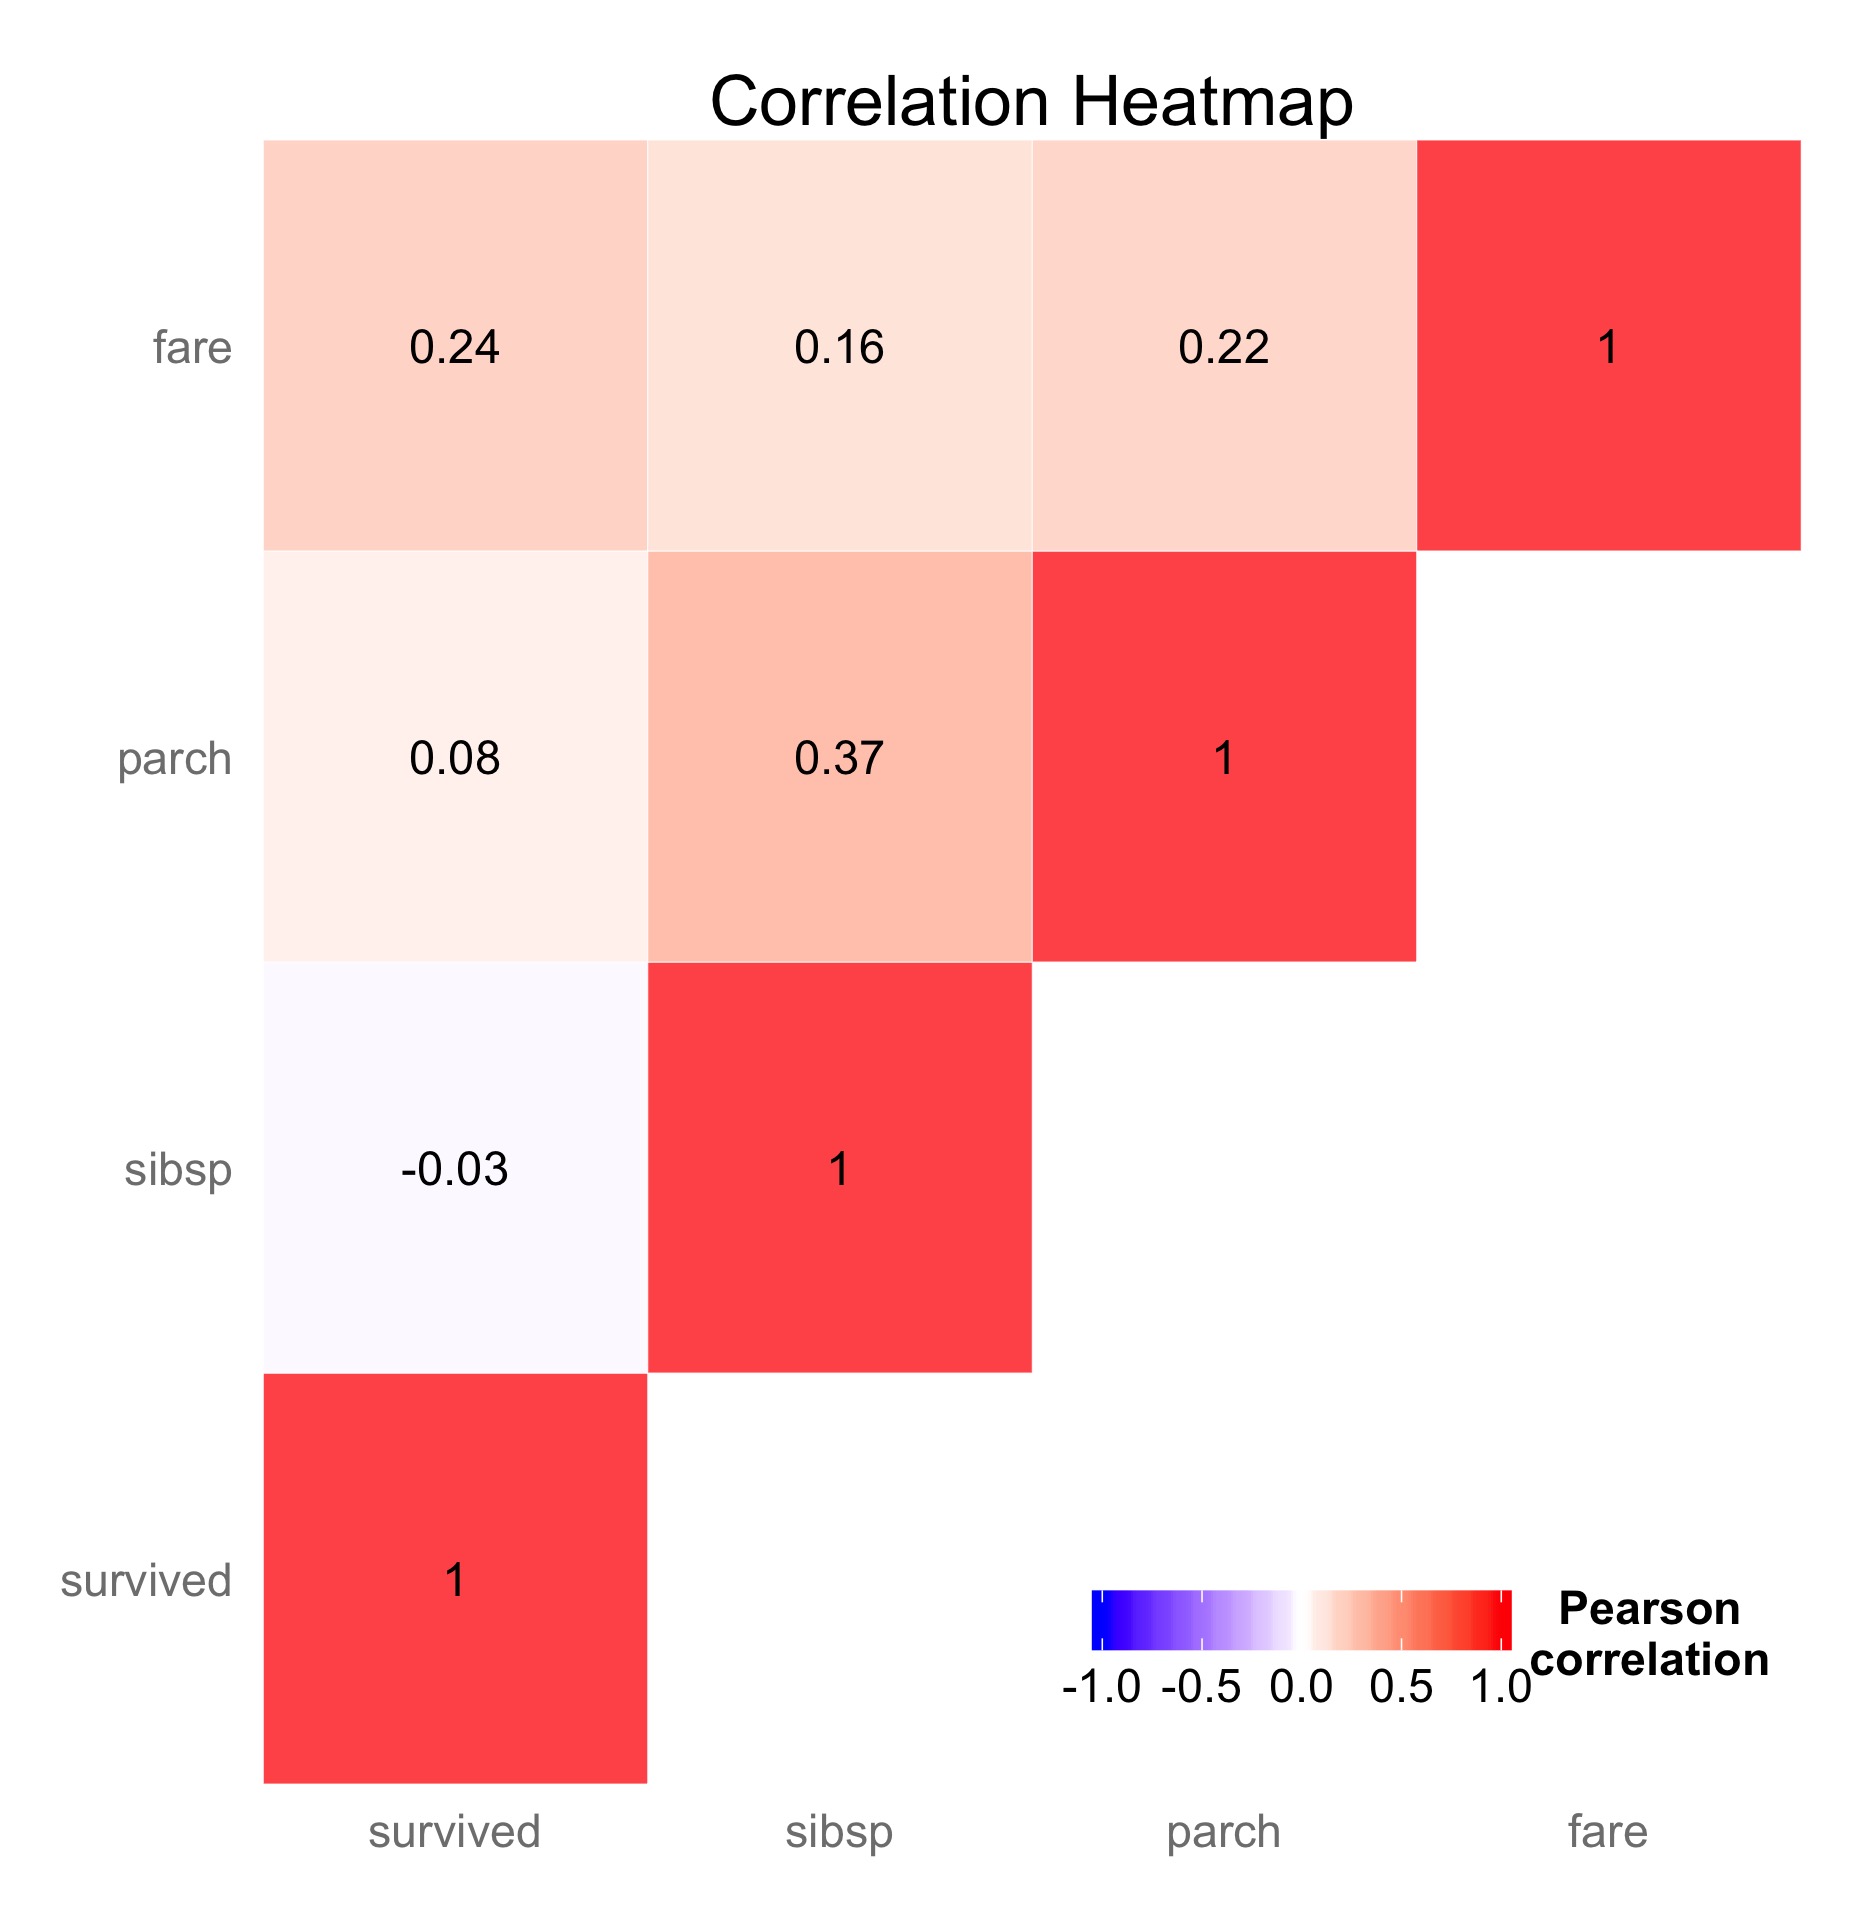 Correlation Heatmap
fare 0.24 0.16 0.22 1
parch 0.08 0.37 1
sibsp -0.03 1
survived 1
Pearson
correlation
-1.0 -0.5 0.0 0.5 1.0
survived sibsp parch fare